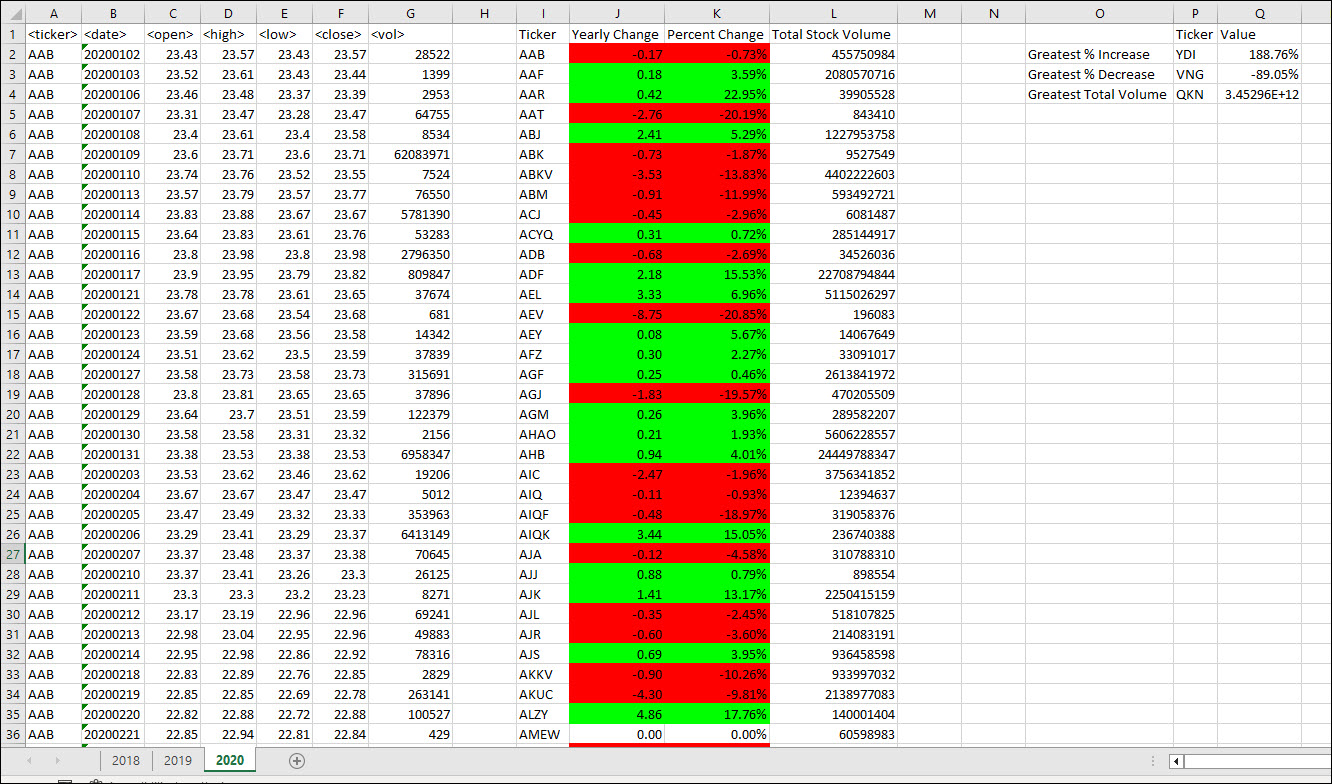 A B C D E F G H I J K L M N O P Q
1 <ticker> <date> <open> <high> <low> <close> <vol> Ticker Yearly Change Percent Change Total Stock Volume Ticker Value
2 AAB 20200102 23.43 23.57 23.43 23.57 28522 AAB -0.17 -0.73% 455750984 Greatest % Increase YDI 188.76%
3 AAB 20200103 23.52 23.61 23.43 23.44 1399 AAF 0.18 3.59% 2080570716 Greatest % Decrease VNG -89.05%
4 AAB 20200106 23.46 23.48 23.37 23.39 2953 AAR 0.42 22.95% 39905528 Greatest Total Volume QKN 3.45296E+12
5 AAB 20200107 23.31 23.47 23.28 23.47 64755 AAT -2.76 -20.19% 843410
6 AAB 20200108 23.4 23.61 23.4 23.58 8534 ABJ 2.41 5.29% 1227953758
7 AAB 20200109 23.6 23.71 23.6 23.71 62083971 ABK -0.73 -1.87% 9527549
8 AAB 20200110 23.74 23.76 23.52 23.55 7524 ABKV -3.53 -13.83% 4402222603
9 AAB 20200113 23.57 23.79 23.57 23.77 76550 ABM -0.91 -11.99% 593492721
10 AAB 20200114 23.83 23.88 23.67 23.67 5781390 ACJ -0.45 -2.96% 6081487
11 AAB 20200115 23.64 23.83 23.61 23.76 53283 ACYQ 0.31 0.72% 285144917
12 AAB 20200116 23.8 23.98 23.8 23.98 2796350 ADB -0.68 -2.69% 34526036
13 AAB 20200117 23.9 23.95 23.79 23.82 809847 ADF 2.18 15.53% 22708794844
14 AAB 20200121 23.78 23.78 23.61 23.65 37674 AEL 3.33 6.96% 5115026297
15 AAB 20200122 23.67 23.68 23.54 23.68 681 AEV -8.75 -20.85% 196083
16 AAB 20200123 23.59 23.68 23.56 23.58 14342 AEY 0.08 5.67% 14067649
17 AAB 20200124 23.51 23.62 23.5 23.59 37839 AFZ 0.30 2.27% 33091017
18 AAB 20200127 23.58 23.73 23.58 23.73 315691 AGF 0.25 0.46% 2613841972
19 AAB 20200128 23.8 23.81 23.65 23.65 37896 AGJ -1.83 -19.57% 470205509
20 AAB 20200129 23.64 23.7 23.51 23.59 122379 AGM 0.26 3.96% 289582207
21 AAB 20200130 23.58 23.58 23.31 23.32 2156 AHAO 0.21 1.93% 5606228557
22 AAB 20200131 23.38 23.53 23.38 23.53 6958347 AHB 0.94 4.01% 24449788347
23 AAB 20200203 23.53 23.62 23.46 23.62 19206 AIC -2.47 -1.96% 3756341852
24 AAB 20200204 23.67 23.67 23.47 23.47 5012 AIQ -0.11 -0.93% 12394637
25 AAB 20200205 23.47 23.49 23.32 23.33 353963 AIQF -0.48 -18.97% 319058376
26 AAB 20200206 23.29 23.41 23.29 23.37 6413149 AIQK 3.44 15.05% 236740388
27 AAB 20200207 23.37 23.48 23.37 23.38 70645 AJA -0.12 -4.58% 310788310
28 AAB 20200210 23.37 23.41 23.26 23.3 26125 AJJ 0.88 0.79% 898554
29 AAB 20200211 23.3 23.3 23.2 23.23 8271 AJK 1.41 13.17% 2250415159
30 AAB 20200212 23.17 23.19 22.96 22.96 69241 AJL -0.35 -2.45% 518107825
31 AAB 20200213 22.98 23.04 22.95 22.96 49883 AJR -0.60 -3.60% 214083191
32 AAB 20200214 22.95 22.98 22.86 22.92 78316 AJS 0.69 3.95% 936458598
33 AAB 20200218 22.83 22.89 22.76 22.85 2829 AKKV -0.90 -10.26% 933997032
34 AAB 20200219 22.85 22.85 22.69 22.78 263141 AKUC -4.30 -9.81% 2138977083
35 AAB 20200220 22.82 22.88 22.72 22.88 100527 ALZY 4.86 17.76% 140001404
36 AAB 20200221 22.85 22.94 22.81 22.84 429 AMEW 0.00 0.00% 60598983
2018 2019 2020